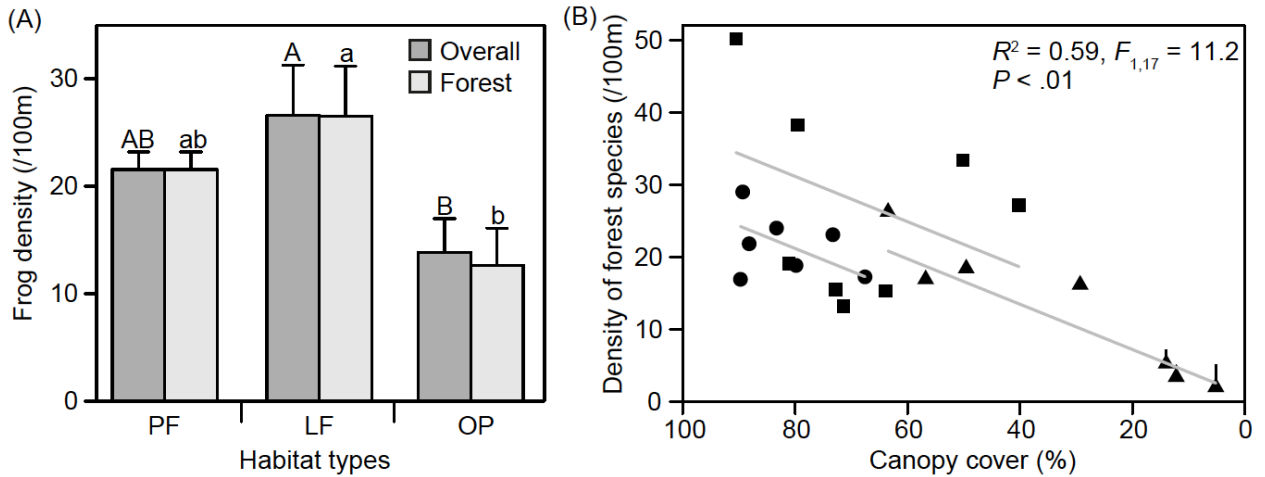 (A)
Frog density (/100m)
30
20
10
0
Overall
Forest
AB
ab
A
a
B
b
PF
LF
OP
Habitat types
(B)
Density of forest species (/100m)
50
40
30
20
10
0
R² = 0.59, F₁,₁₇ = 11.2
P < .01
100 80 60 40 20 0
Canopy cover (%)